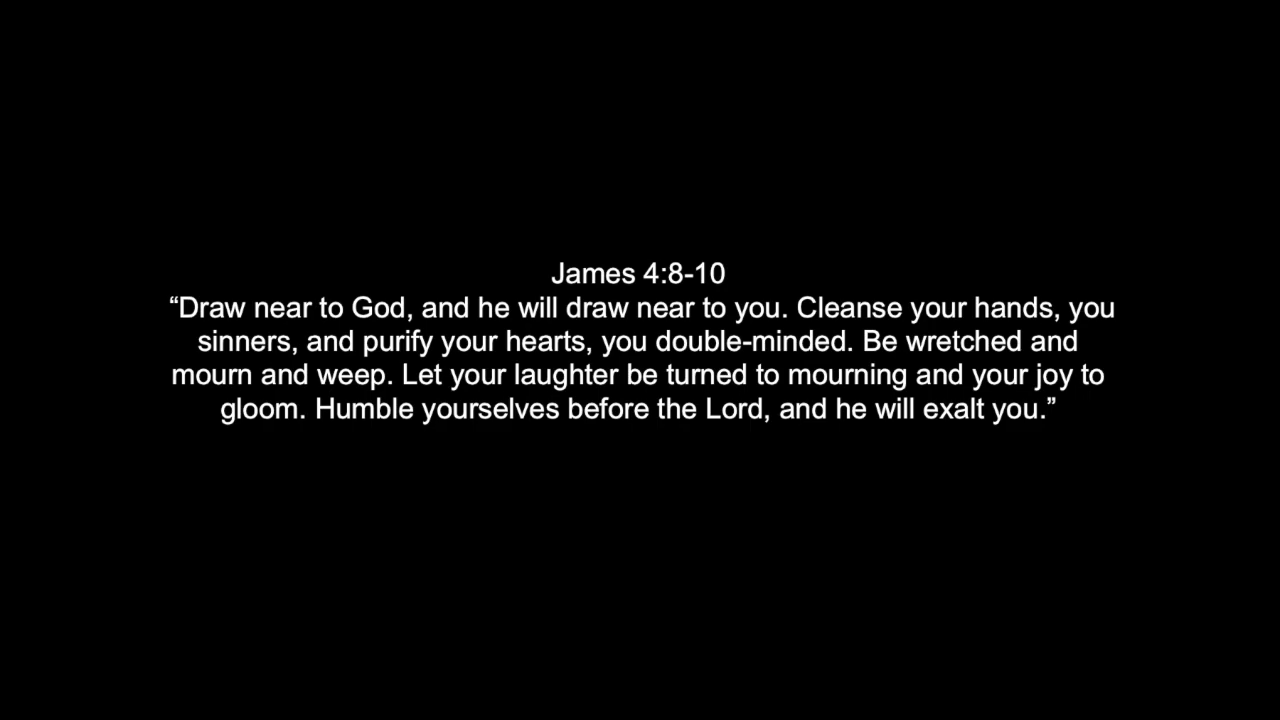 James 4:8-10
“Draw near to God, and he will draw near to you. Cleanse your hands, you
sinners, and purify your hearts, you double-minded. Be wretched and
mourn and weep. Let your laughter be turned to mourning and your joy to
gloom. Humble yourselves before the Lord, and he will exalt you.”